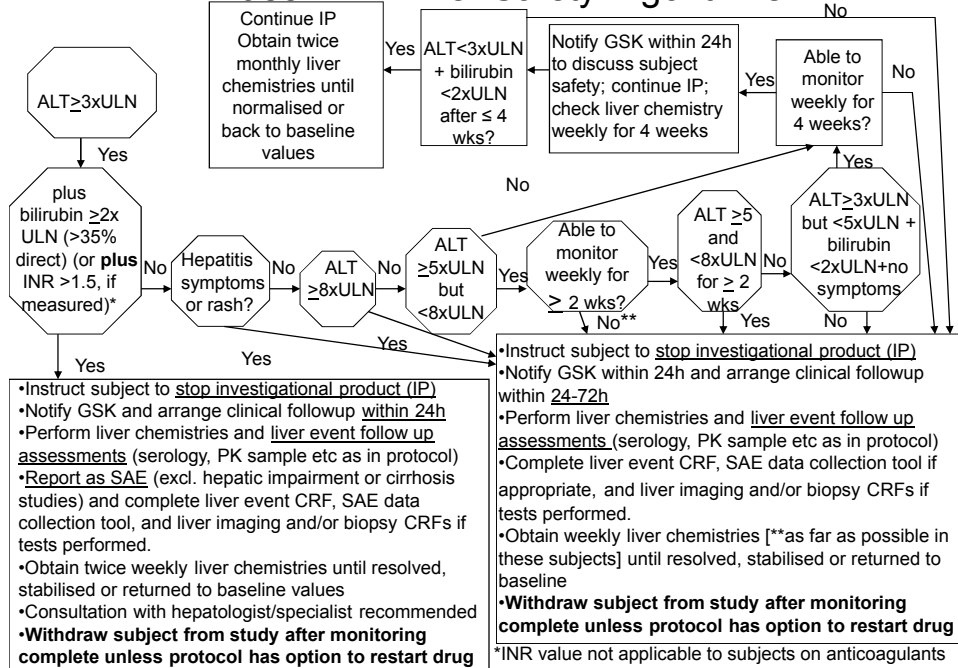 Continue IP
Obtain twice
monthly liver
chemistries until
normalised or
back to baseline
values
Yes
ALT<3xULN
+ bilirubin
<2xULN
after ≤ 4
wks?
No
Notify GSK within 24h
to discuss subject
safety; continue IP;
check liver chemistry
weekly for 4 weeks
Yes
Able to
monitor
weekly for
4 weeks?
No
ALT≥3xULN
Yes
plus
bilirubin ≥2x
ULN (>35%
direct) (or plus
INR >1.5, if
measured)*
No
Hepatitis
symptoms
or rash?
No
ALT
≥8xULN
No
ALT
≥5xULN
but
<8xULN
No
Yes
Able to
monitor
weekly for
≥ 2 wks?
Yes
ALT ≥5
and
<8xULN
for ≥ 2
wks
No
ALT≥3xULN
but <5xULN +
bilirubin
<2xULN+no
symptoms
Yes
Yes
Yes
Yes
No**
Yes
No
•Instruct subject to stop investigational product (IP)
•Notify GSK and arrange clinical followup within 24h
•Perform liver chemistries and liver event follow up
assessments (serology, PK sample etc as in protocol)
•Report as SAE (excl. hepatic impairment or cirrhosis
studies) and complete liver event CRF, SAE data
collection tool, and liver imaging and/or biopsy CRFs if
tests performed.
•Obtain twice weekly liver chemistries until resolved,
stabilised or returned to baseline values
•Consultation with hepatologist/specialist recommended
•Withdraw subject from study after monitoring
complete unless protocol has option to restart drug
•Instruct subject to stop investigational product (IP)
•Notify GSK within 24h and arrange clinical followup
within 24-72h
•Perform liver chemistries and liver event follow up
assessments (serology, PK sample etc as in protocol)
•Complete liver event CRF, SAE data collection tool if
appropriate, and liver imaging and/or biopsy CRFs if
tests performed.
•Obtain weekly liver chemistries [**as far as possible in
these subjects] until resolved, stabilised or returned to
baseline
•Withdraw subject from study after monitoring
complete unless protocol has option to restart drug
*INR value not applicable to subjects on anticoagulants